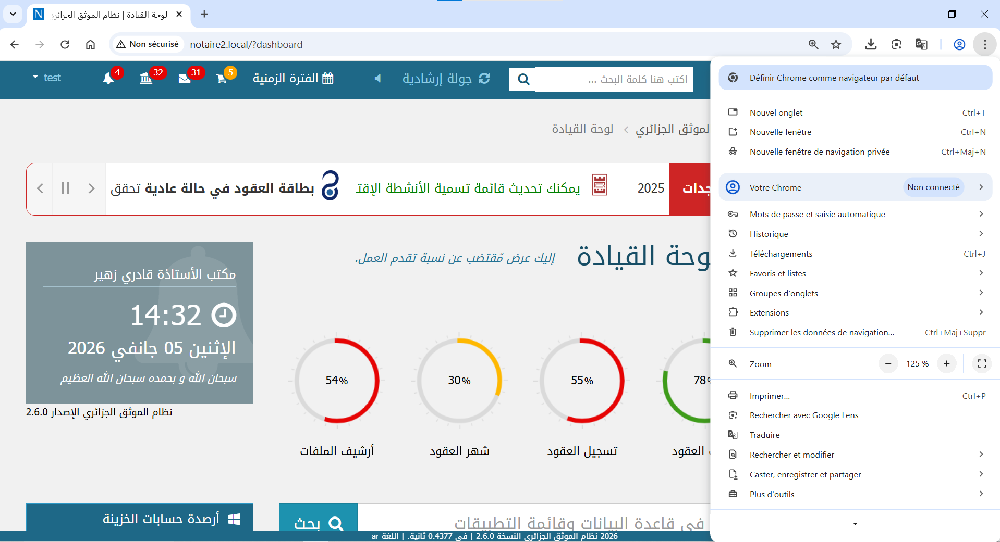 لوحة القيادة | نظام الموثق الجزائري
Non sécurisé
notaire2.local/?dashboard
test
4
32
31
5
الفترة الزمنية
جولة إرشادية
اكتب هنا كلمة البحث ...
لموثق الجزائري
لوحة القيادة
جدات
2025
يمكنك تحديث قائمة تسمية الأنشطة الإقت
بطاقة العقود في حالة عادية تحقق
وحة القيادة
إليك عرض مُقتضب عن نسبة تقدم العمل.
مكتب الأستاذة قادري زهير
14:32
الإثنين 05 جانفي 2026
سبحان الله و بحمده سبحان الله العظيم
نظام الموثق الجزائري الإصدار 2.6.0
54%
30%
55%
78%
أرشيف الملفات
شهر العقود
تسجيل العقود
العقود
أرصدة حسابات الخزينة
بحث
في قاعدة البيانات وقائمة التطبيقات
2026 نظام الموثق الجزائري النسخة 2.6.0 | في 0.4377 ثانية. | اللغة ar
Définir Chrome comme navigateur par défaut
Nouvel onglet Ctrl+T
Nouvelle fenêtre Ctrl+N
Nouvelle fenêtre de navigation privée Ctrl+Maj+N
Votre Chrome Non connecté
Mots de passe et saisie automatique
Historique
Téléchargements Ctrl+J
Favoris et listes
Groupes d'onglets
Extensions
Supprimer les données de navigation... Ctrl+Maj+Suppr
Zoom 125 %
Imprimer... Ctrl+P
Rechercher avec Google Lens
Traduire
Rechercher et modifier
Caster, enregistrer et partager
Plus d'outils